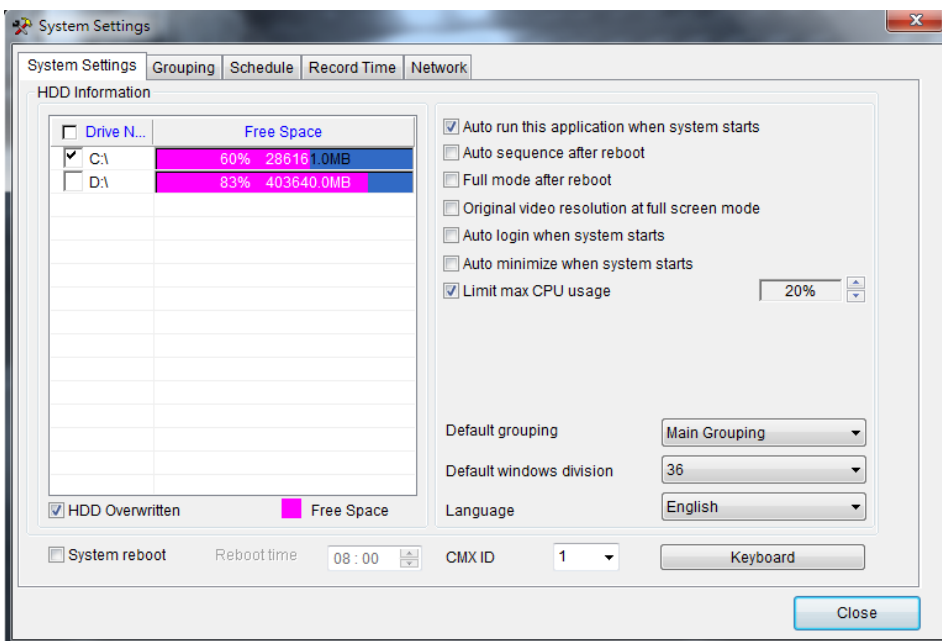 System Settings
System Settings Grouping Schedule Record Time Network
HDD Information
Drive N... Free Space
C:\ 60% 286161.0MB
D:\ 83% 403640.0MB
HDD Overwritten Free Space
Auto run this application when system starts
Auto sequence after reboot
Full mode after reboot
Original video resolution at full screen mode
Auto login when system starts
Auto minimize when system starts
Limit max CPU usage 20%
Default grouping Main Grouping
Default windows division 36
Language English
System reboot Reboot time 08 : 00 CMX ID 1 Keyboard
Close